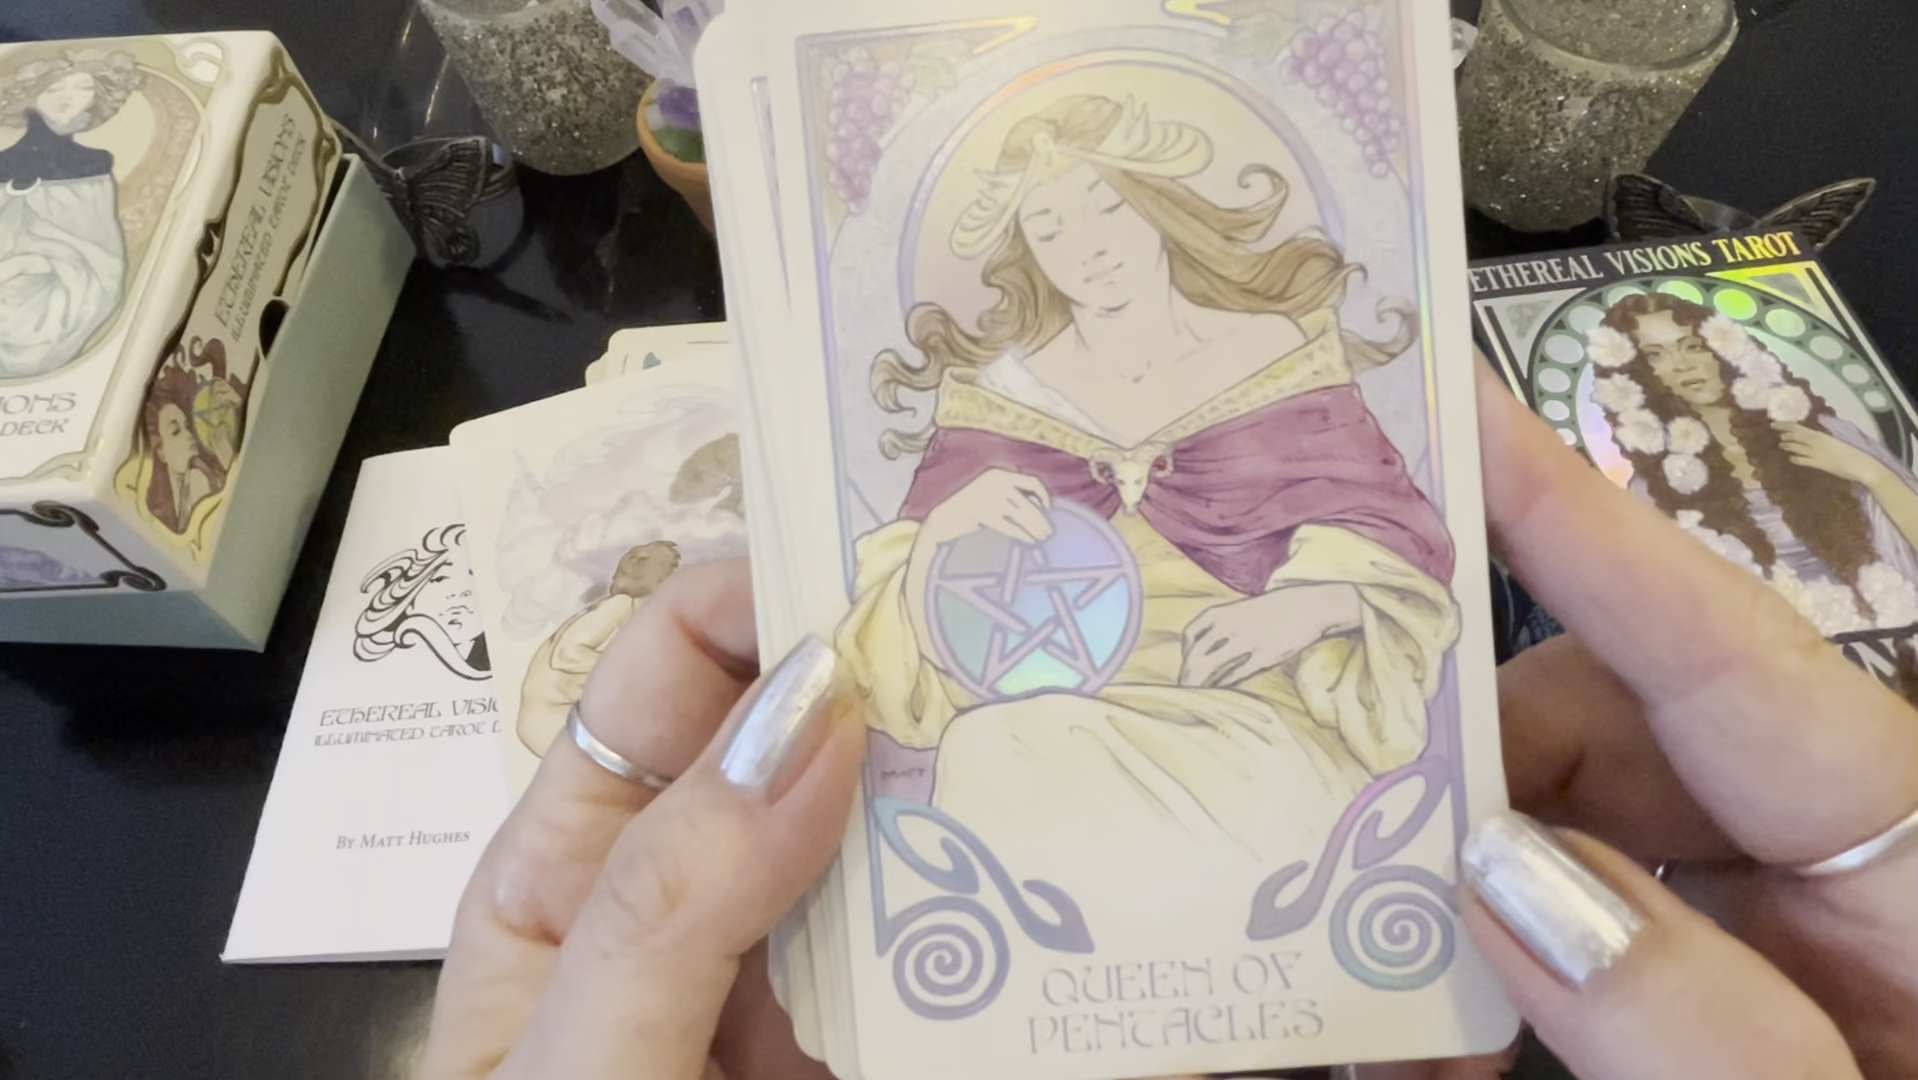 IONS
DECK
ETHEREAL VISIONS
ILLUMINATED TAROT DECK
ETHEREAL VISIONS TAROT
ETHEREAL
ILLUMINATED TAROT
BY MATT HUGHES
MATT
QUEEN OF
PENTACLES